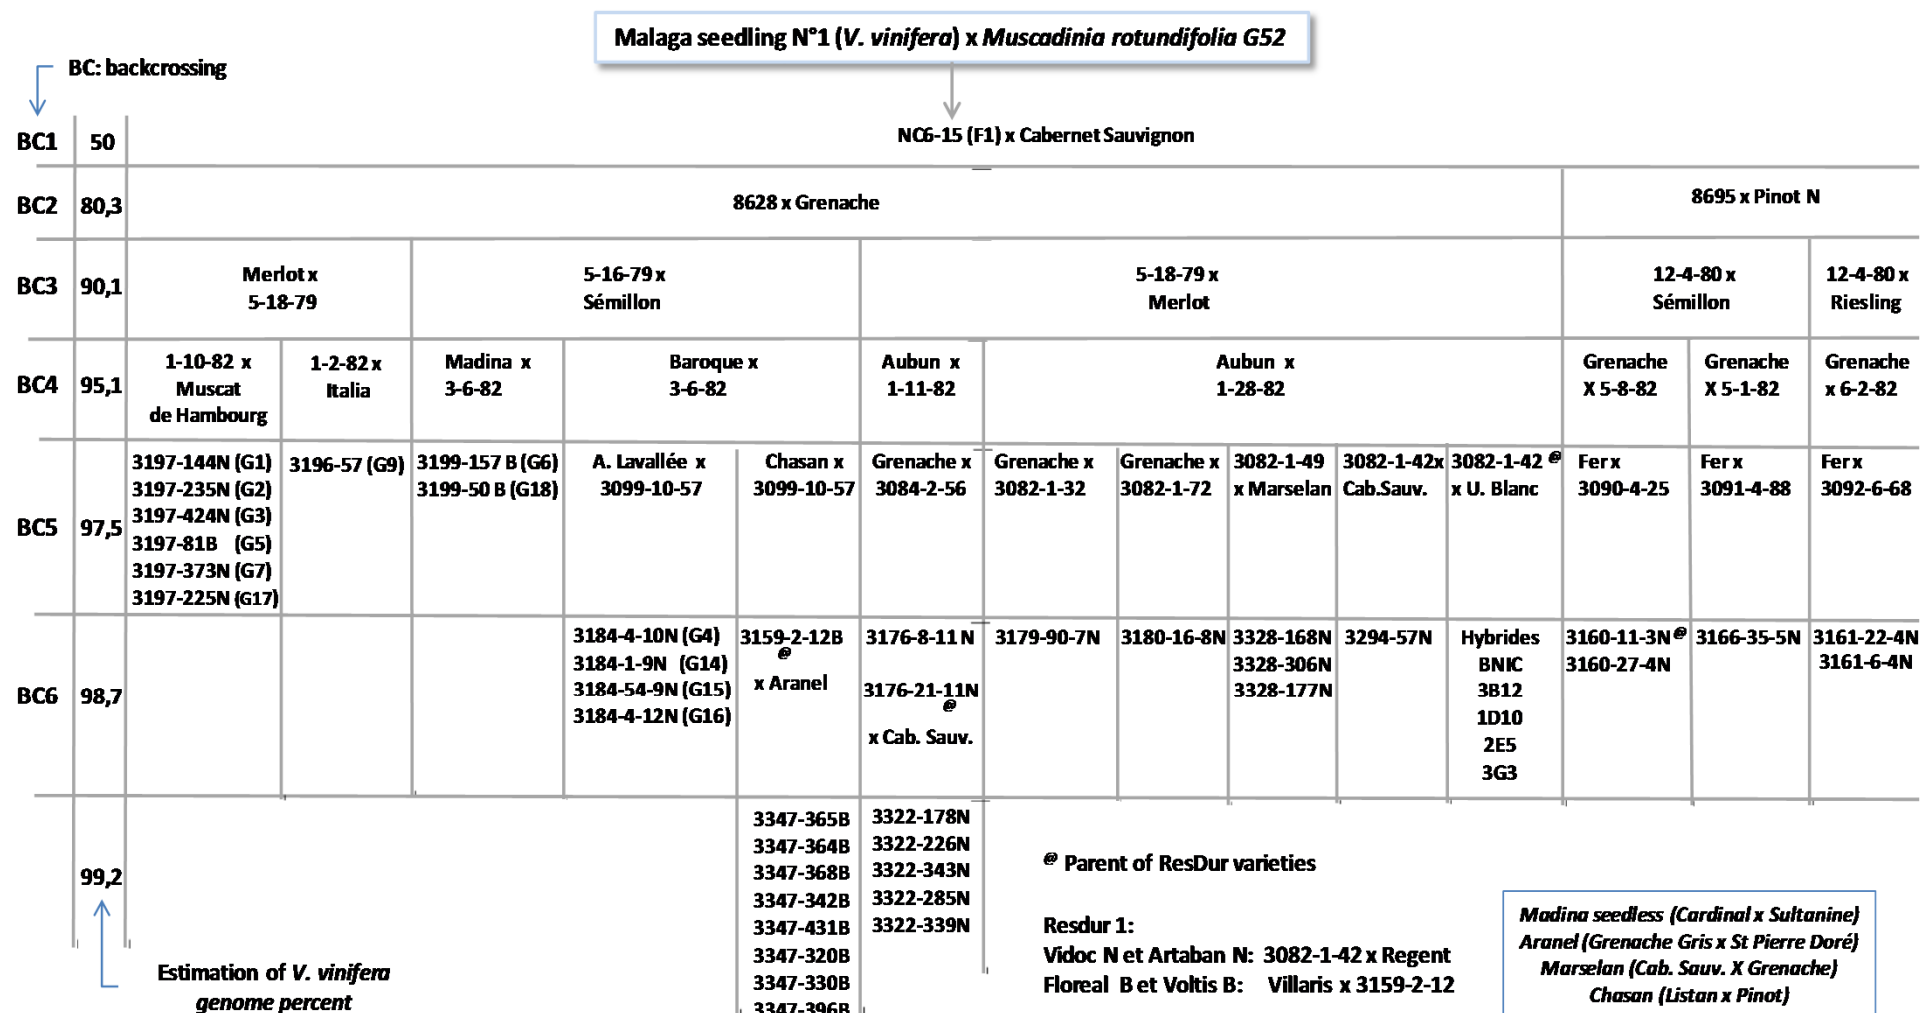 Malaga seedling N°1 (V. vinifera) x Muscadinia rotundifolia G52
BC: backcrossing
BC1 50 NC6-15 (F1) x Cabernet Sauvignon
BC2 80,3 8628 x Grenache 8695 x Pinot N
BC3 90,1
Merlot x
5-18-79
5-16-79 x
Sémillon
5-18-79 x
Merlot
12-4-80 x
Sémillon
12-4-80 x
Riesling
BC4 95,1
1-10-82 x
Muscat
de Hambourg
1-2-82 x
Italia
Madina x
3-6-82
Baroque x
3-6-82
Aubun x
1-11-82
Aubun x
1-28-82
Grenache
X 5-8-82
Grenache
X 5-1-82
Grenache
x 6-2-82
BC5 97,5
3197-144N (G1)
3197-235N (G2)
3197-424N (G3)
3197-81B (G5)
3197-373N (G7)
3197-225N (G17)
3196-57 (G9)
3199-157 B (G6)
3199-50 B (G18)
A. Lavallée x
3099-10-57
Chasan x
3099-10-57
Grenache x
3084-2-56
Grenache x
3082-1-32
Grenache x
3082-1-72
3082-1-49
x Marselan
3082-1-42x
Cab.Sauv.
3082-1-42 @
x U. Blanc
Fer x
3090-4-25
Fer x
3091-4-88
Fer x
3092-6-68
BC6 98,7
3184-4-10N (G4)
3184-1-9N (G14)
3184-54-9N (G15)
3184-4-12N (G16)
3159-2-12B
@
x Aranel
3176-8-11 N
3176-21-11N
@
x Cab. Sauv.
3179-90-7N
3180-16-8N
3328-168N
3328-306N
3328-177N
3294-57N
Hybrides
BNIC
3B12
1D10
2E5
3G3
3160-11-3N @
3160-27-4N
3166-35-5N
3161-22-4N
3161-6-4N
99,2
3347-365B
3347-364B
3347-368B
3347-342B
3347-431B
3347-320B
3347-330B
3347-396B
3322-178N
3322-226N
3322-343N
3322-285N
3322-339N
Estimation of V. vinifera
genome percent
@ Parent of ResDur varieties
Resdur 1:
Vidoc N et Artaban N: 3082-1-42 x Regent
Floreal B et Voltis B: Villaris x 3159-2-12
Madina seedless (Cardinal x Sultanine)
Aranel (Grenache Gris x St Pierre Doré)
Marselan (Cab. Sauv. X Grenache)
Chasan (Listan x Pinot)